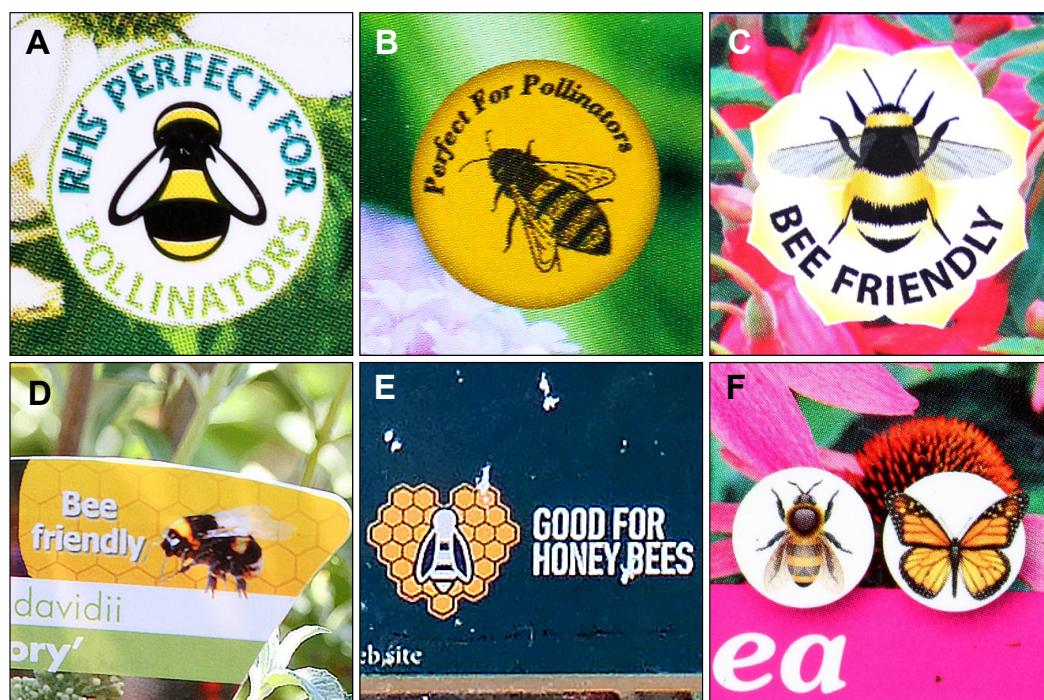 A
RHS PERFECT FOR
POLLINATORS
B
Perfect For Pollinators
C
BEE FRIENDLY
D
Bee
friendly
davidii
ory'
E
GOOD FOR
HONEY BEES
eb,site
F
ea